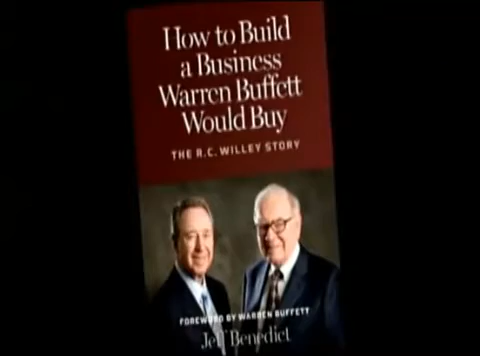 How to Build
a Business
Warren Buffett
Would Buy
THE R.C. WILLEY STORY
FOREWORD BY WARREN BUFFETT
Jeff Benedict